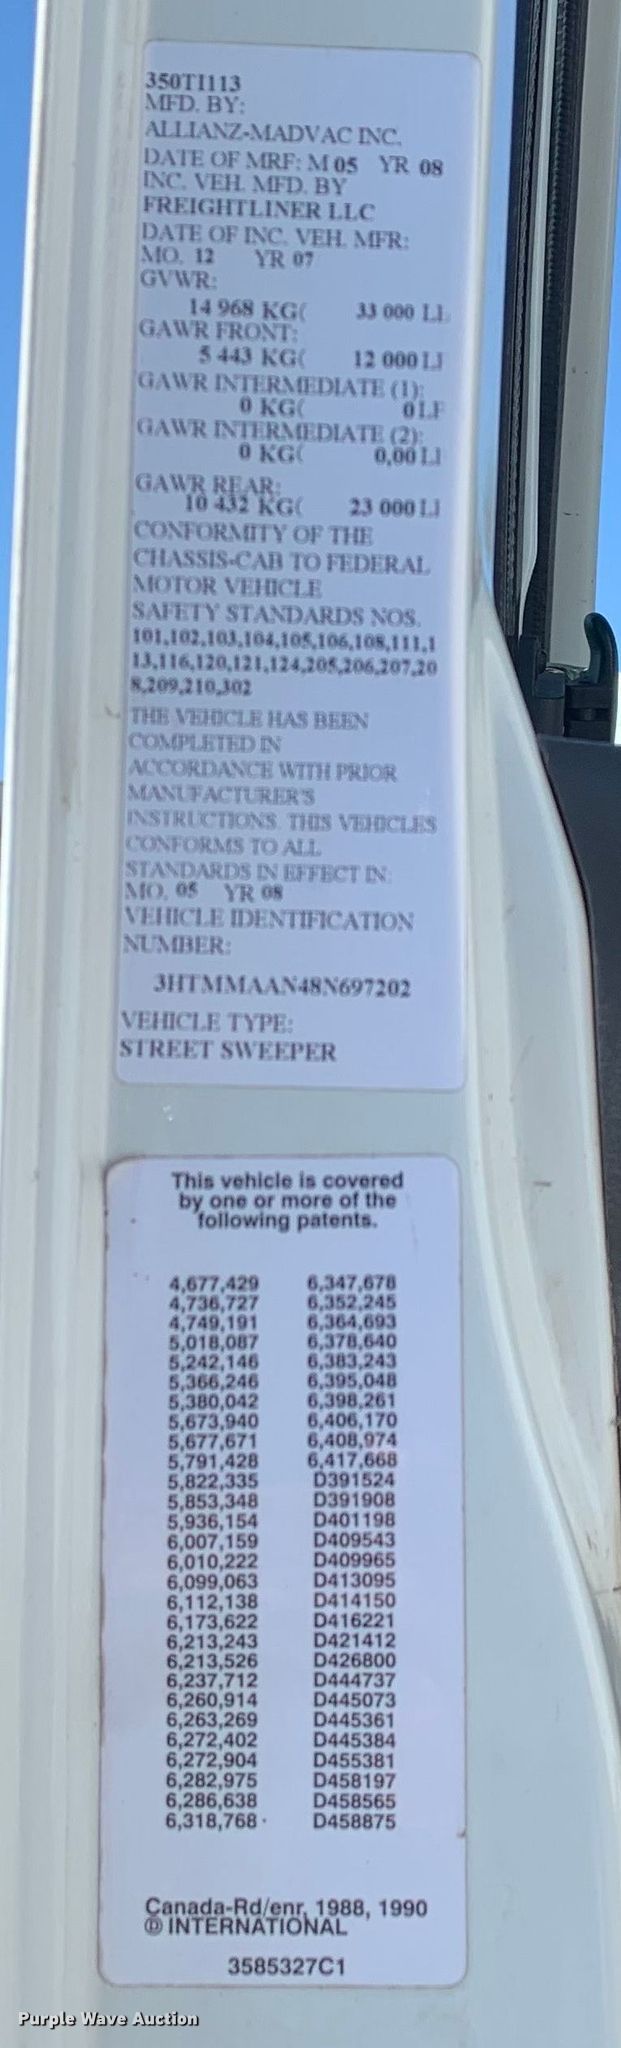 350TI113
MFD. BY:
ALLIANZ-MADVAC INC.
DATE OF MRF: M 05 YR 08
INC. VEH. MFD. BY
FREIGHTLINER LLC
DATE OF INC. VEH. MFR:
MO. 12 YR 07
GVWR:
14 968 KG( 33 000 LL
GAWR FRONT:
5 443 KG( 12 000 LI
GAWR INTERMEDIATE (1):
0 KG( 0 LF
GAWR INTERMEDIATE (2):
0 KG( 0,00 LI
GAWR REAR:
10 432 KG( 23 000 LI
CONFORMITY OF THE
CHASSIS-CAB TO FEDERAL
MOTOR VEHICLE
SAFETY STANDARDS NOS.
101,102,103,104,105,106,108,111,1
13,116,120,121,124,205,206,207,20
8,209,210,302
THE VEHICLE HAS BEEN
COMPLETED IN
ACCORDANCE WITH PRIOR
MANUFACTURER'S
INSTRUCTIONS. THIS VEHICLES
CONFORMS TO ALL
STANDARDS IN EFFECT IN:
MO. 05 YR 08
VEHICLE IDENTIFICATION
NUMBER:
3HTMMAAN48N697202
VEHICLE TYPE:
STREET SWEEPER
This vehicle is covered
by one or more of the
following patents.
4,677,429 6,347,678
4,736,727 6,352,245
4,749,191 6,364,693
5,018,087 6,378,640
5,242,146 6,383,243
5,366,246 6,395,048
5,380,042 6,398,261
5,673,940 6,406,170
5,677,671 6,408,974
5,791,428 6,417,668
5,822,335 D391524
5,853,348 D391908
5,936,154 D401198
6,007,159 D409543
6,010,222 D409965
6,099,063 D413095
6,112,138 D414150
6,173,622 D416221
6,213,243 D421412
6,213,526 D426800
6,237,712 D444737
6,260,914 D445073
6,263,269 D445361
6,272,402 D445384
6,272,904 D455381
6,282,975 D458197
6,286,638 D458565
6,318,768 D458875
Canada-Rd/enr, 1988, 1990
Ⓓ INTERNATIONAL
3585327C1
Purple Wave Auction